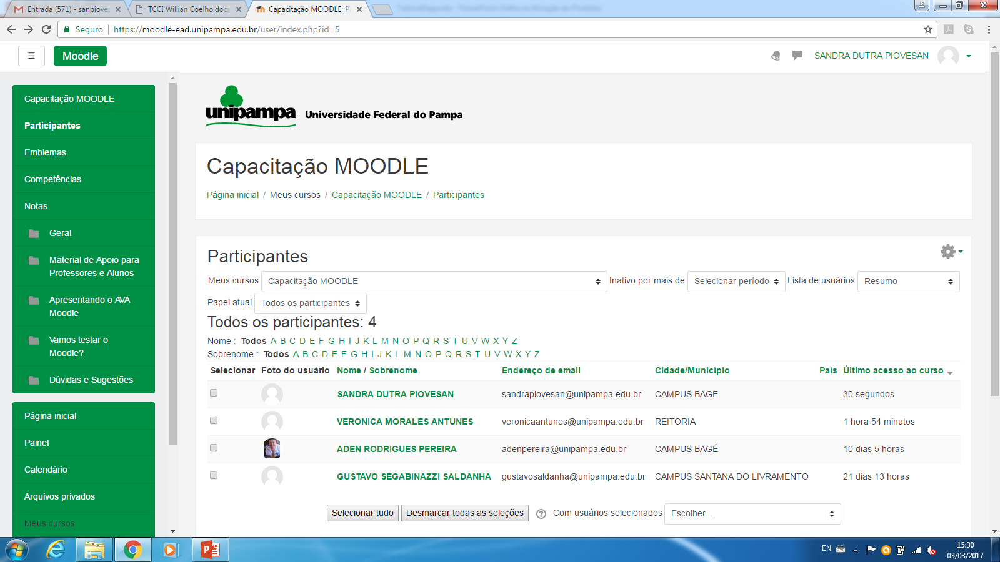 Entrada (571) - sanpiove
TCCI Willian Coelho.docx
Capacitação MOODLE: P
Seguro
https://moodle-ead.unipampa.edu.br/user/index.php?id=5
Moodle
SANDRA DUTRA PIOVESAN
Capacitação MOODLE
Participantes
Emblemas
Competências
Notas
Geral
Material de Apoio para
Professores e Alunos
Apresentando o AVA
Moodle
Vamos testar o
Moodle?
Dúvidas e Sugestões
Página inicial
Painel
Calendário
Arquivos privados
Meus cursos
unipampa Universidade Federal do Pampa
Capacitação MOODLE
Página inicial / Meus cursos / Capacitação MOODLE / Participantes
Participantes
Meus cursos Capacitação MOODLE Inativo por mais de Selecionar período Lista de usuários Resumo
Papel atual Todos os participantes
Todos os participantes: 4
Nome : Todos A B C D E F G H I J K L M N O P Q R S T U V W X Y Z
Sobrenome : Todos A B C D E F G H I J K L M N O P Q R S T U V W X Y Z
Selecionar Foto do usuário Nome / Sobrenome Endereço de email Cidade/Município País Último acesso ao curso
SANDRA DUTRA PIOVESAN sandrapiovesan@unipampa.edu.br CAMPUS BAGE 30 segundos
VERONICA MORALES ANTUNES veronicaantunes@unipampa.edu.br REITORIA 1 hora 54 minutos
ADEN RODRIGUES PEREIRA adenpereira@unipampa.edu.br CAMPUS BAGÉ 10 dias 5 horas
GUSTAVO SEGABINAZZI SALDANHA gustavosaldanha@unipampa.edu.br CAMPUS SANTANA DO LIVRAMENTO 21 dias 13 horas
Selecionar tudo Desmarcar todas as seleções ? Com usuários selecionados Escolher...
EN
15:30
03/03/2017